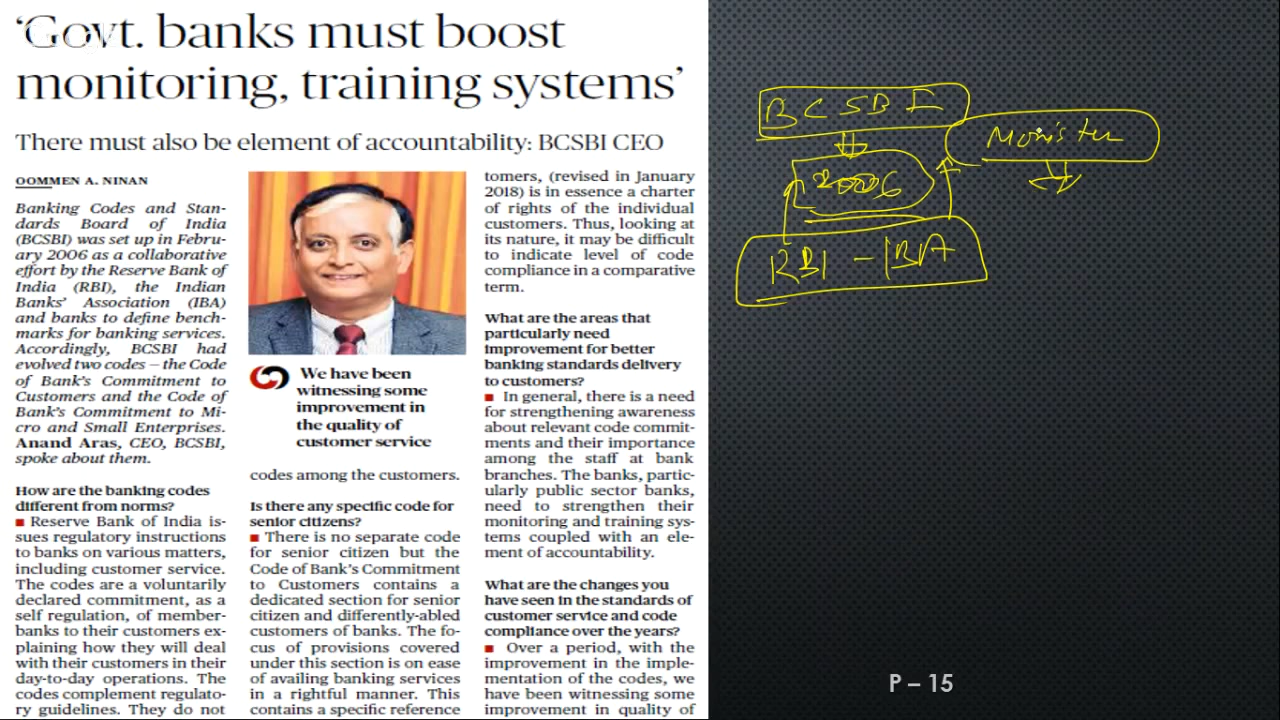 ‘Govt. banks must boost
monitoring, training systems’
There must also be element of accountability: BCSBI CEO
OOMMEN A. NINAN
Banking Codes and Stan-
dards Board of India
(BCSBI) was set up in Febru-
ary 2006 as a collaborative
effort by the Reserve Bank of
India (RBI), the Indian
Banks’ Association (IBA)
and banks to define bench-
marks for banking services.
Accordingly, BCSBI had
evolved two codes – the Code
of Bank’s Commitment to
Customers and the Code of
Bank’s Commitment to Mi-
cro and Small Enterprises.
Anand Aras, CEO, BCSBI,
spoke about them.
How are the banking codes
different from norms?
■ Reserve Bank of India is-
sues regulatory instructions
to banks on various matters,
including customer service.
The codes are a voluntarily
declared commitment, as a
self regulation, of member-
banks to their customers ex-
plaining how they will deal
with their customers in their
day-to-day operations. The
codes complement regulato-
ry guidelines. They do not
We have been
witnessing some
improvement in
the quality of
customer service
codes among the customers.
Is there any specific code for
senior citizens?
■ There is no separate code
for senior citizen but the
Code of Bank’s Commitment
to Customers contains a
dedicated section for senior
citizen and differently-abled
customers of banks. The fo-
cus of provisions covered
under this section is on ease
of availing banking services
in a rightful manner. This
contains a specific reference
tomers, (revised in January
2018) is in essence a charter
of rights of the individual
customers. Thus, looking at
its nature, it may be difficult
to indicate level of code
compliance in a comparative
term.
What are the areas that
particularly need
improvement for better
banking standards delivery
to customers?
■ In general, there is a need
for strengthening awareness
about relevant code commit-
ments and their importance
among the staff at bank
branches. The banks, partic-
ularly public sector banks,
need to strengthen their
monitoring and training sys-
tems coupled with an ele-
ment of accountability.
What are the changes you
have seen in the standards of
customer service and code
compliance over the years?
■ Over a period, with the
improvement in the imple-
mentation of the codes, we
have been witnessing some
improvement in quality of
BCSBI
2006
RBI – IBA
P – 15